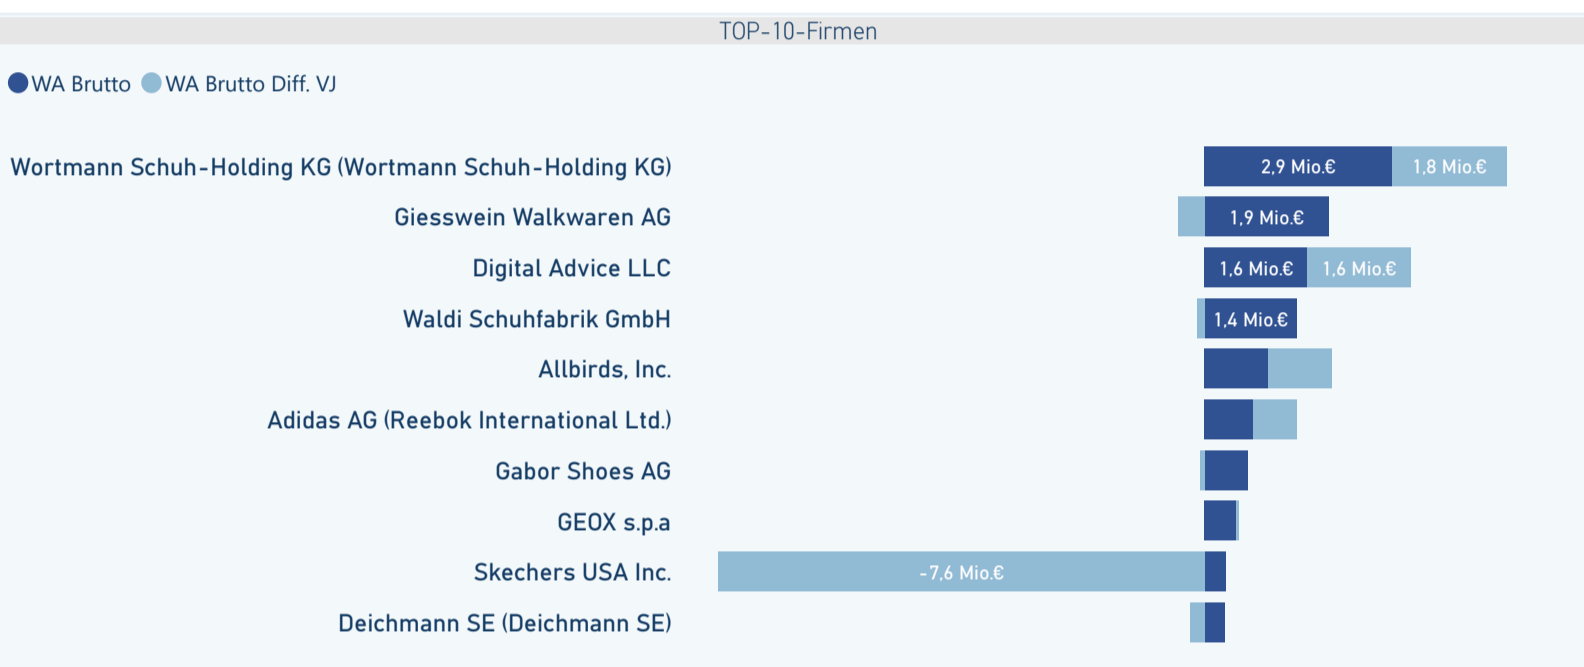 TOP-10-Firmen
WA Brutto WA Brutto Diff. VJ
Wortmann Schuh-Holding KG (Wortmann Schuh-Holding KG) 2,9 Mio.€ 1,8 Mio.€
Giesswein Walkwaren AG 1,9 Mio.€
Digital Advice LLC 1,6 Mio.€ 1,6 Mio.€
Waldi Schuhfabrik GmbH 1,4 Mio.€
Allbirds, Inc.
Adidas AG (Reebok International Ltd.)
Gabor Shoes AG
GEOX s.p.a
Skechers USA Inc. -7,6 Mio.€
Deichmann SE (Deichmann SE)